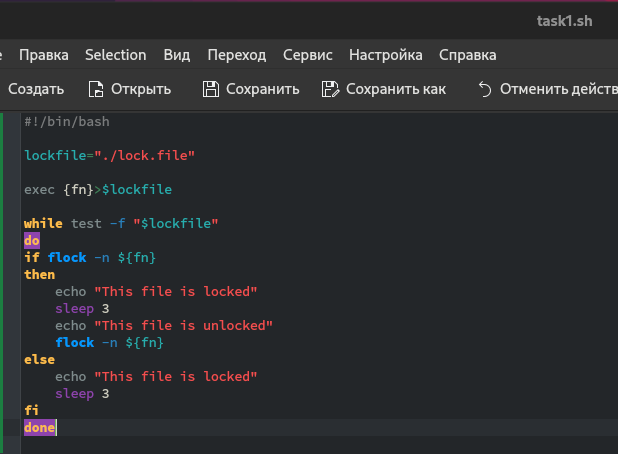 task1.sh
Правка Selection Вид Переход Сервис Настройка Справка
Создать Открыть Сохранить Сохранить как Отменить
#!/bin/bash
lockfile="./lock.file"
exec {fn}>$lockfile
while test -f "$lockfile"
do
if flock -n ${fn}
then
    echo "This file is locked"
    sleep 3
    echo "This file is unlocked"
    flock -n ${fn}
else
    echo "This file is locked"
    sleep 3
fi
done